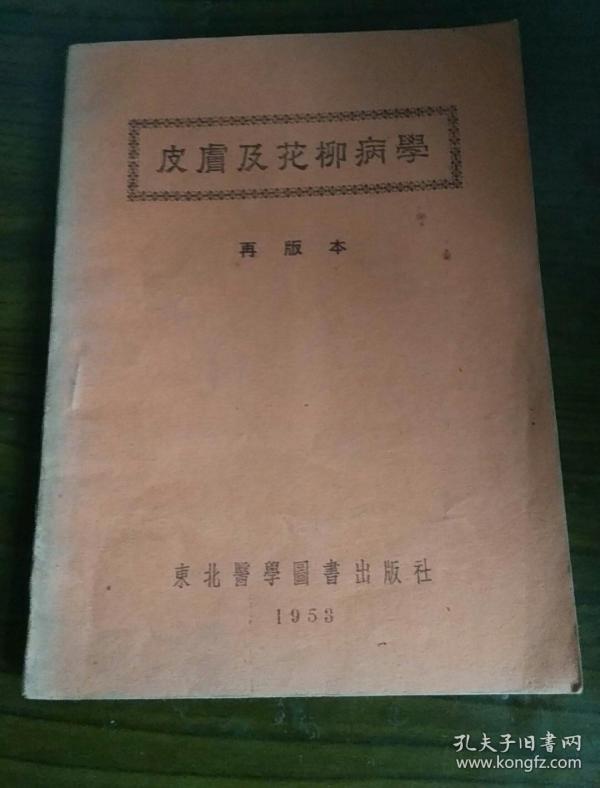 皮膚及花柳病學
再版本
東北醫學圖書出版社
1953
孔夫子旧书网
www.kongfz.com